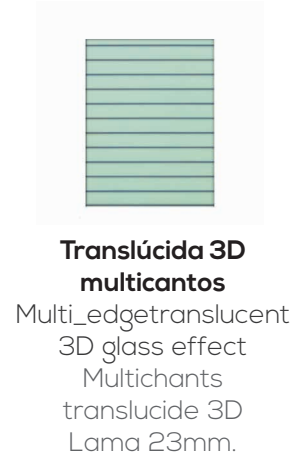 Translúcida 3D
multicantos
Multi_edgetranslucent
3D glass effect
Multichants
translucide 3D
Lama 23mm.